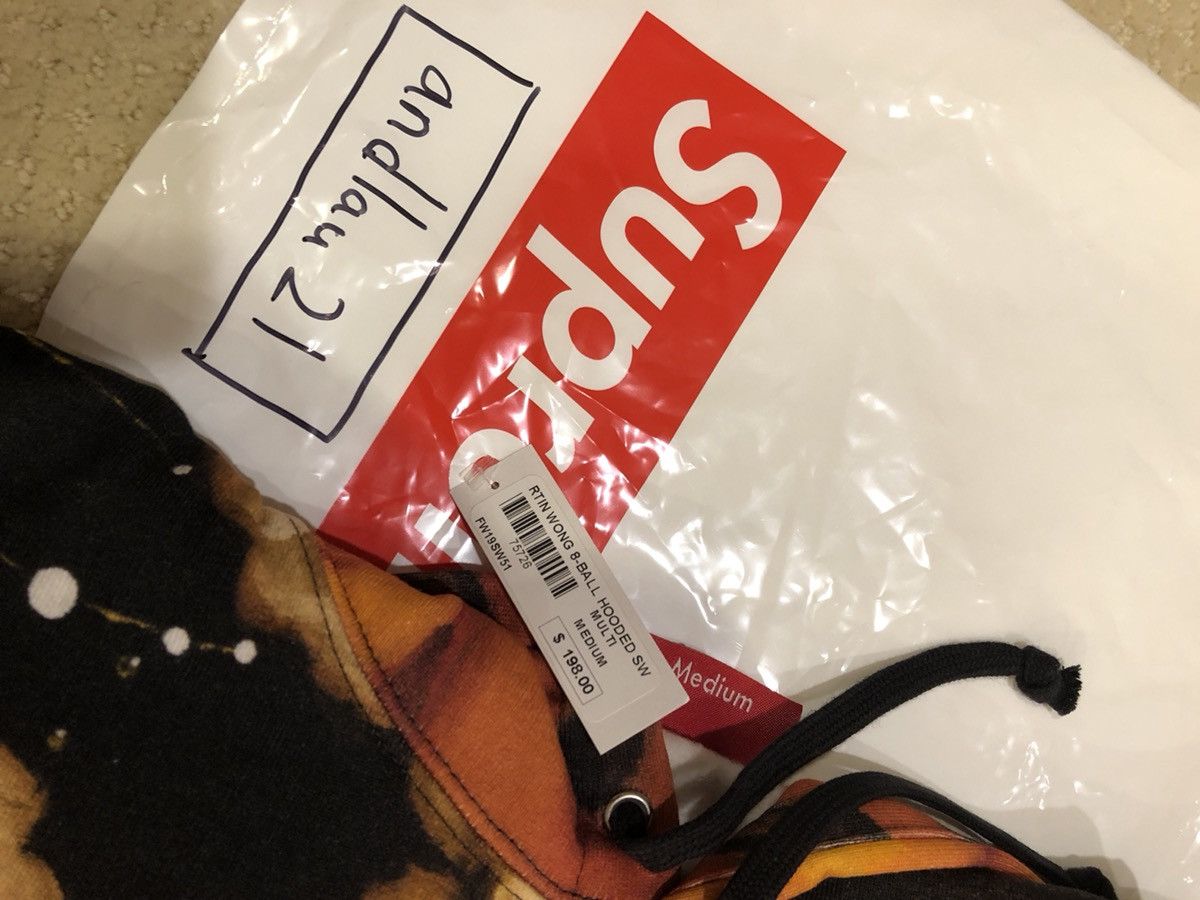 andlau21
Supre
RTIN WONG 8-BALL HOODED SW
MULTI
MEDIUM
75726
FW19SW51
$ 198.00
Medium